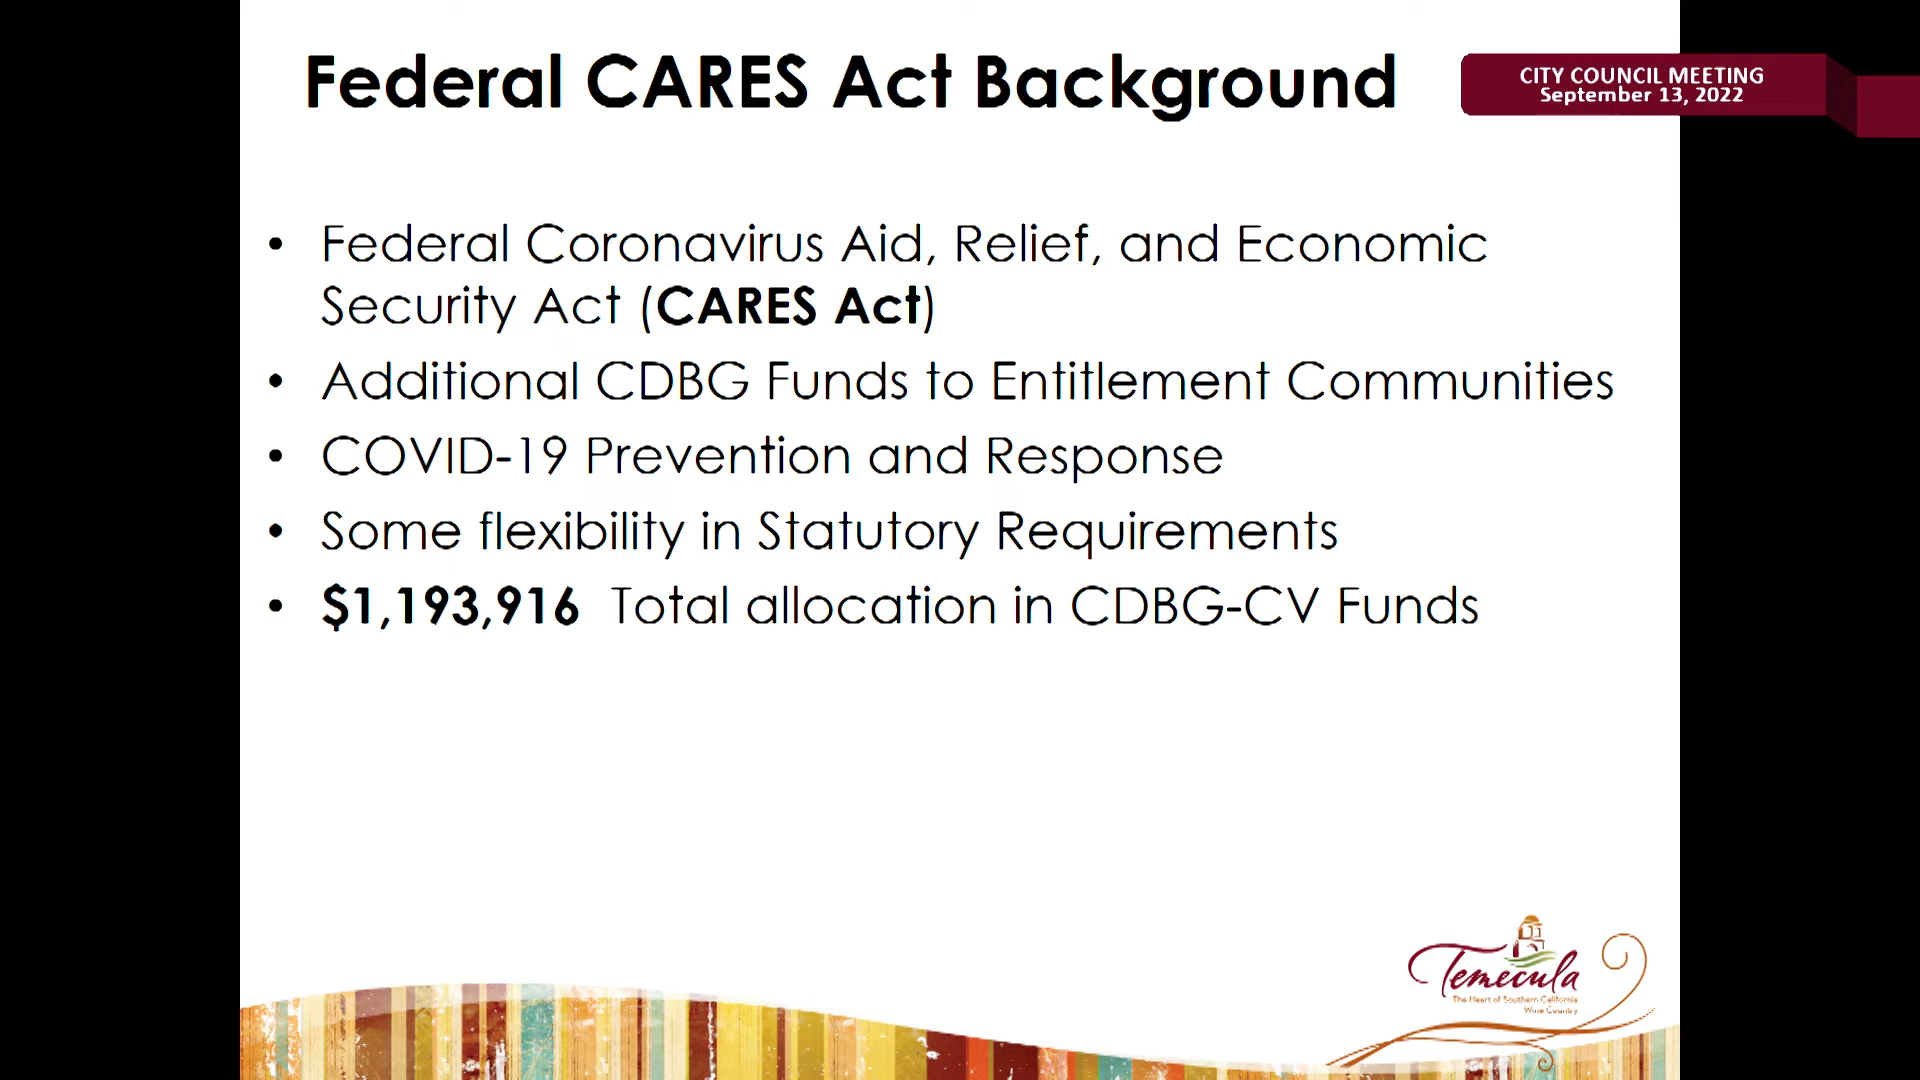 Federal CARES Act Background
CITY COUNCIL MEETING
September 13, 2022
• Federal Coronavirus Aid, Relief, and Economic
Security Act (CARES Act)
• Additional CDBG Funds to Entitlement Communities
• COVID-19 Prevention and Response
• Some flexibility in Statutory Requirements
• $1,193,916 Total allocation in CDBG-CV Funds
Temecula
The Heart of Southern California
Wine Country